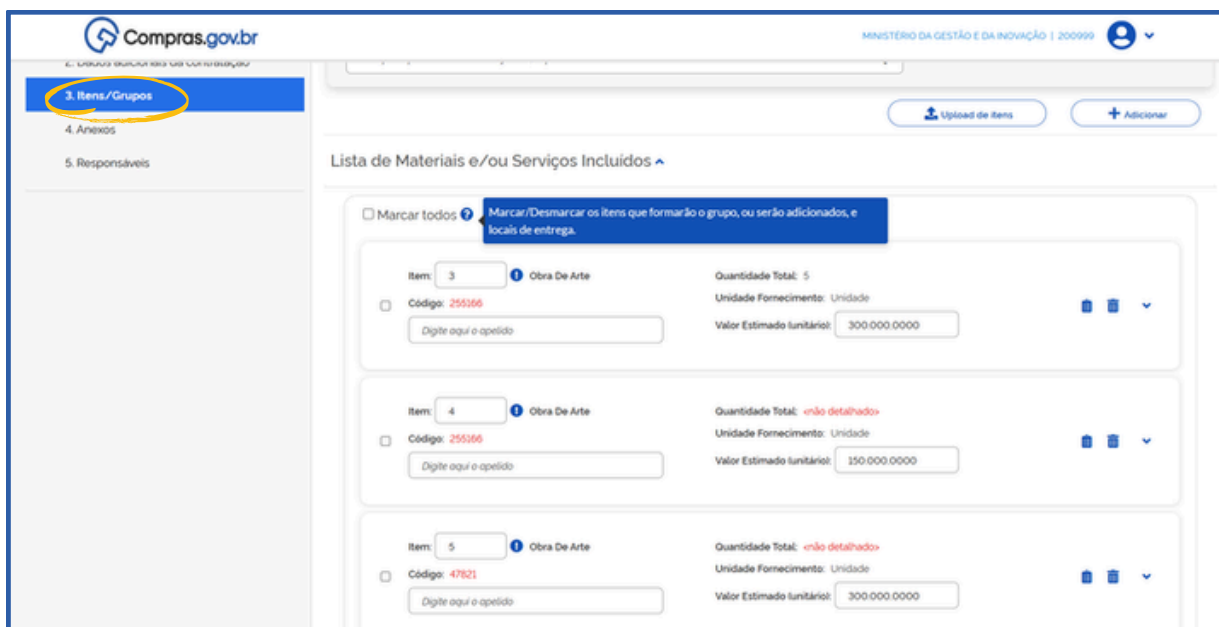 Compras.gov.br
MINISTÉRIO DA GESTÃO E DA INOVAÇÃO | 200999
2. Dados adicionais da contratação
3. Itens/Grupos
4. Anexos
5. Responsáveis
Upload de itens
Adicionar
Lista de Materiais e/ou Serviços Incluídos
Marcar todos
Marcar/Desmarcar os itens que formarão o grupo, ou serão adicionados, e
locais de entrega.
Item: 3 Obra De Arte
Quantidade Total: 5
Código: 255166
Unidade Fornecimento: Unidade
Digite aqui o apelido
Valor Estimado (unitário): 300.000.0000
Item: 4 Obra De Arte
Quantidade Total: <não detalhado>
Código: 255166
Unidade Fornecimento: Unidade
Digite aqui o apelido
Valor Estimado (unitário): 150.000.0000
Item: 5 Obra De Arte
Quantidade Total: <não detalhado>
Código: 47821
Unidade Fornecimento: Unidade
Digite aqui o apelido
Valor Estimado (unitário): 300.000.0000